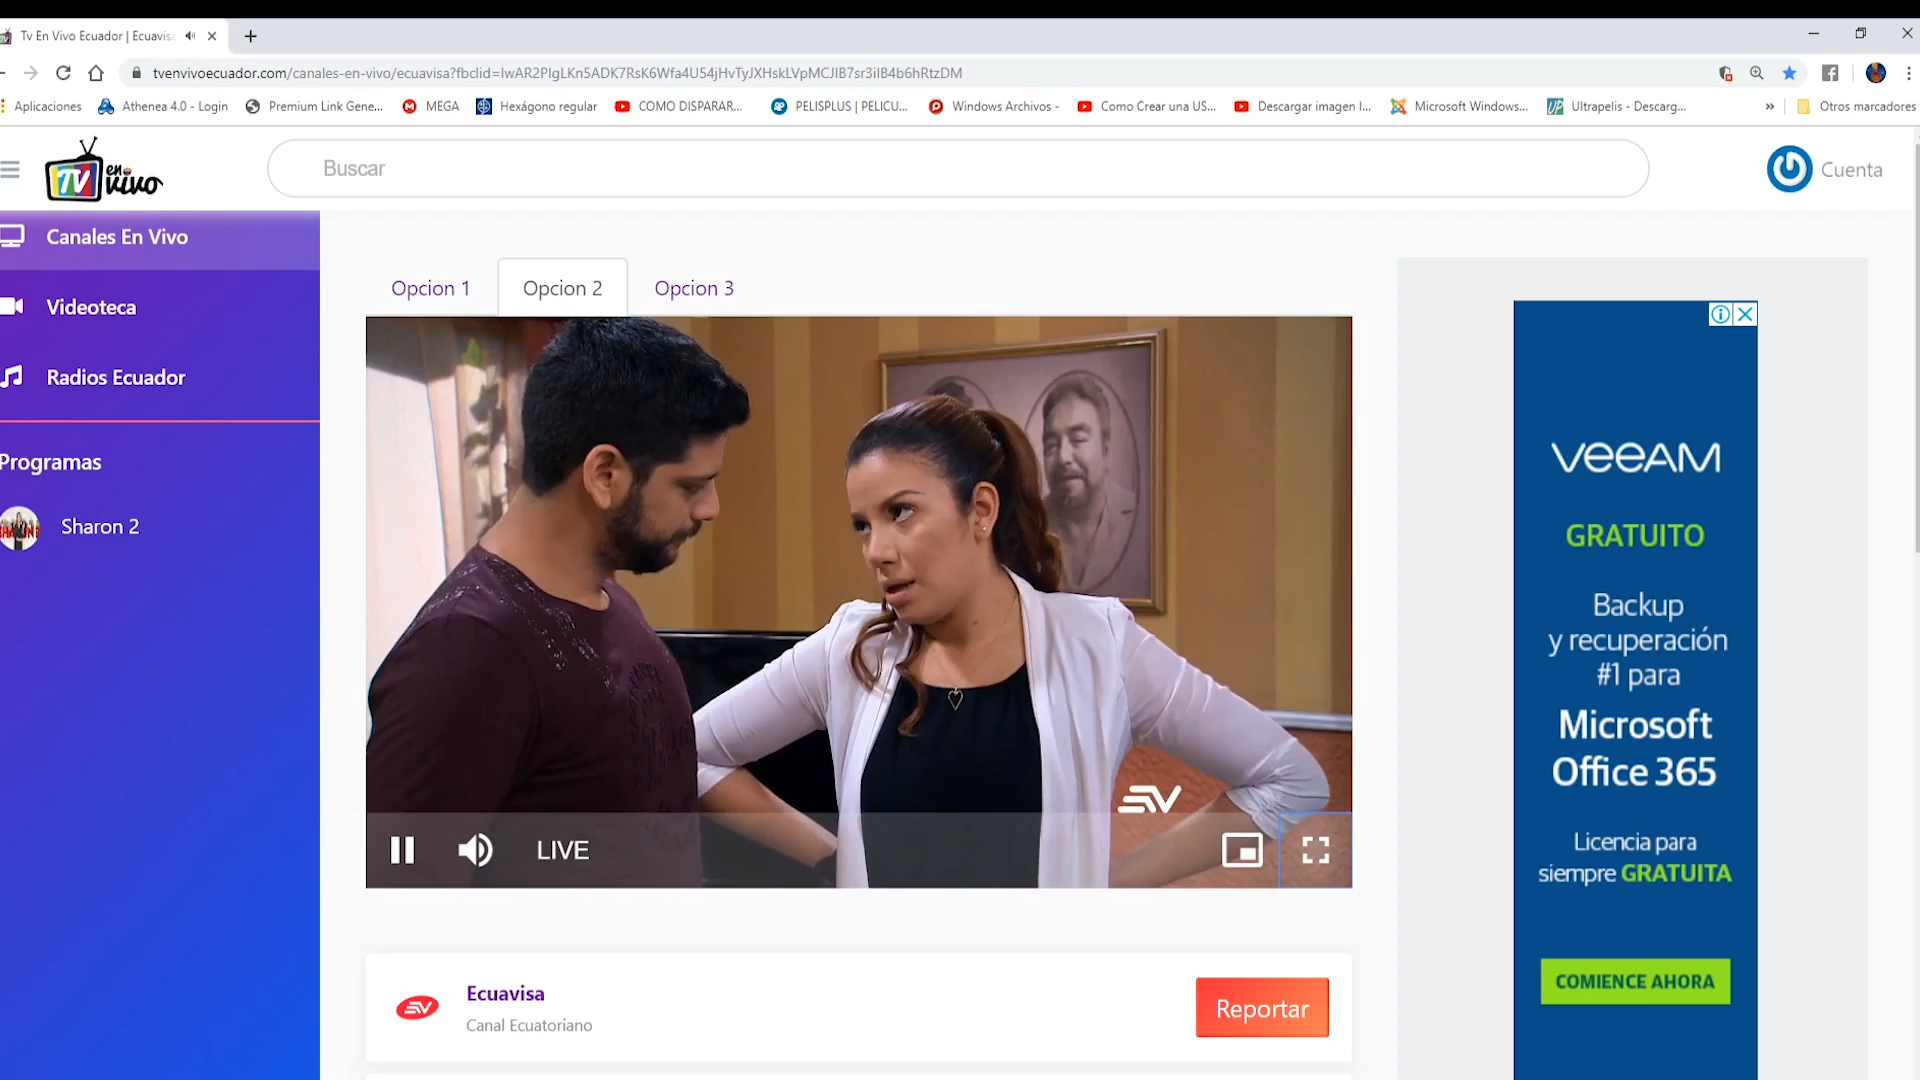 Tv En Vivo Ecuador | Ecuavis
tvenvivoecuador.com/canales-en-vivo/ecuavisa?fbclid=IwAR2PIgLKn5ADK7RsK6Wfa4U54jHvTyJXHskLVpMCJIB7sr3iIB4b6hRtzDM
Aplicaciones
Athenea 4.0 - Login
Premium Link Gene...
MEGA
Hexágono regular
COMO DISPARAR...
PELISPLUS | PELICU...
Windows Archivos -
Como Crear una US...
Descargar imagen I...
Microsoft Windows...
Ultrapelis - Descarg...
»
Otros marcadores
TV en vivo
Buscar
Cuenta
Canales En Vivo
Videoteca
Radios Ecuador
Programas
Sharon 2
Opcion 1
Opcion 2
Opcion 3
LIVE
Ecuavisa
Canal Ecuatoriano
Reportar
VEEAM
GRATUITO
Backup
y recuperación
#1 para
Microsoft
Office 365
Licencia para
siempre GRATUITA
COMIENCE AHORA